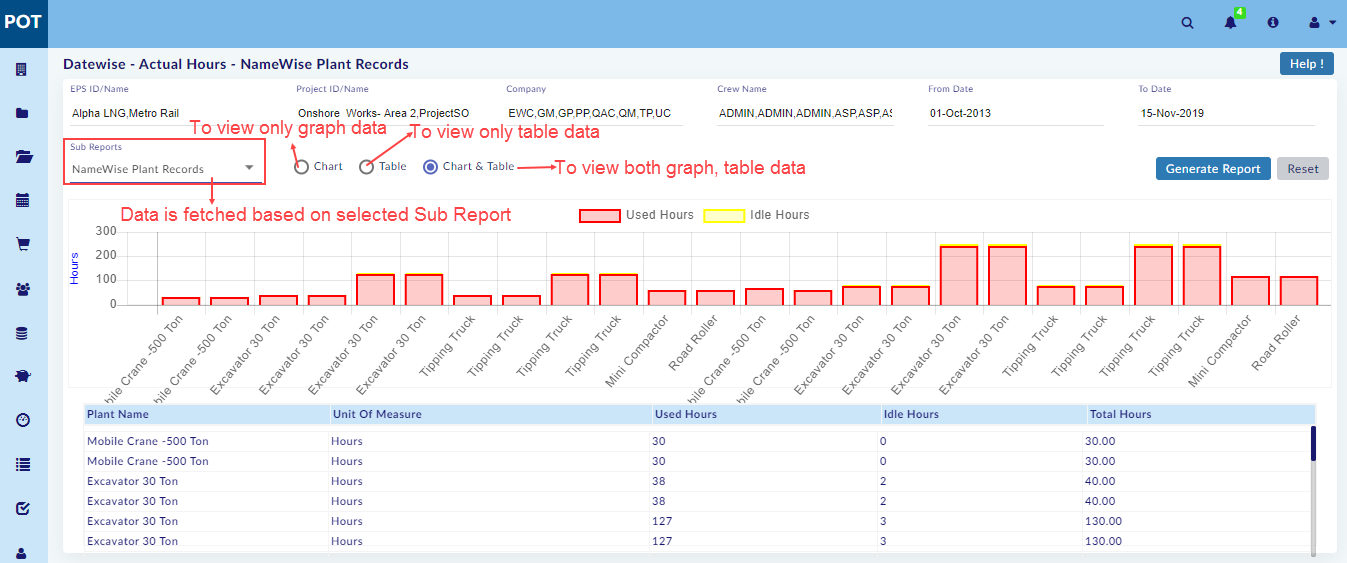 POT
4
Datewise - Actual Hours - NameWise Plant Records
Help !
EPS ID/Name
Project ID/Name
Company
Crew Name
From Date
To Date
Alpha LNG,Metro Rail
Onshore Works- Area 2,ProjectSO
EWC,GM,GP,PP,QAC,QM,TP,UC
ADMIN,ADMIN,ADMIN,ASP,ASP,AS
01-Oct-2013
15-Nov-2019
To view only graph data
To view only table data
Sub Reports
NameWise Plant Records
Chart
Table
Chart & Table
To view both graph, table data
Generate Report
Reset
Data is fetched based on selected Sub Report
Used Hours
Idle Hours
Hours
300
200
100
0
bile Crane -500 Ton
bile Crane -500 Ton
Excavator 30 Ton
Excavator 30 Ton
Excavator 30 Ton
Excavator 30 Ton
Tipping Truck
Tipping Truck
Tipping Truck
Tipping Truck
Mini Compactor
Road Roller
bile Crane -500 Ton
bile Crane -500 Ton
Excavator 30 Ton
Excavator 30 Ton
Excavator 30 Ton
Excavator 30 Ton
Tipping Truck
Tipping Truck
Tipping Truck
Tipping Truck
Mini Compactor
Road Roller
Plant Name Unit Of Measure Used Hours Idle Hours Total Hours
Mobile Crane -500 Ton Hours 30 0 30.00
Mobile Crane -500 Ton Hours 30 0 30.00
Excavator 30 Ton Hours 38 2 40.00
Excavator 30 Ton Hours 38 2 40.00
Excavator 30 Ton Hours 127 3 130.00
Excavator 30 Ton Hours 127 3 130.00